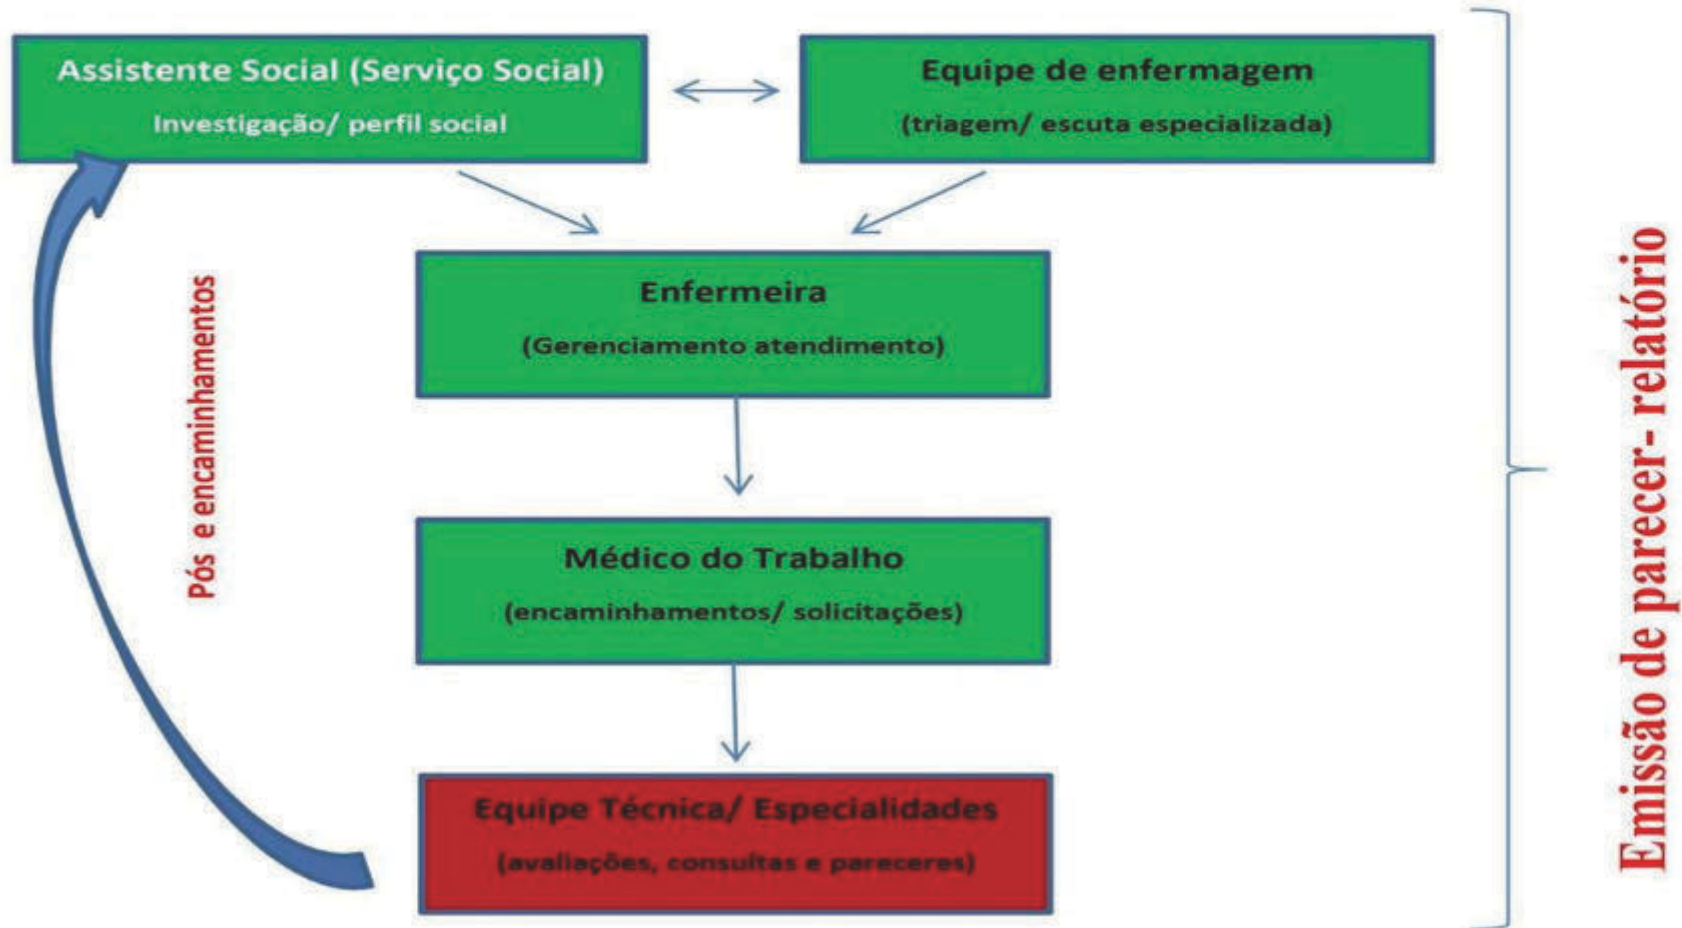 Assistente Social (Serviço Social)
Investigação/ perfil social
Equipe de enfermagem
(triagem/ escuta especializada)
Enfermeira
(Gerenciamento atendimento)
Médico do Trabalho
(encaminhamentos/ solicitações)
Equipe Técnica/ Especialidades
(avaliações, consultas e pareceres)
Pós e encaminhamentos
Emissão de parecer- relatório